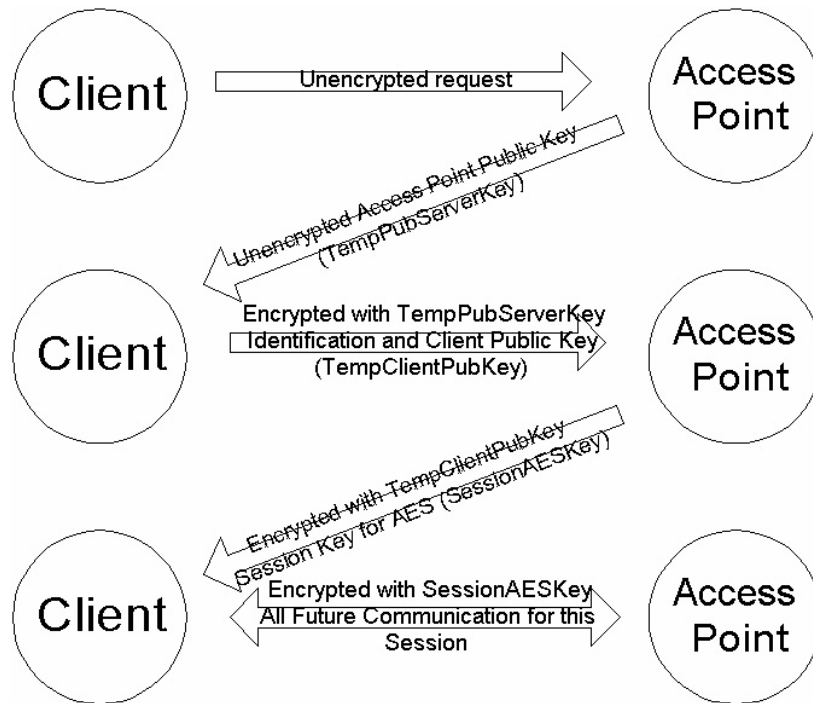 Client
Unencrypted request
Access
Point
Unencrypted Access Point Public Key
(TempPubServerKey)
Client
Encrypted with TempPubServerKey
Identification and Client Public Key
(TempClientPubKey)
Access
Point
Encrypted with TempClientPubKey
Session Key for AES (SessionAESKey)
Client
Encrypted with SessionAESKey
All Future Communication for this
Session
Access
Point